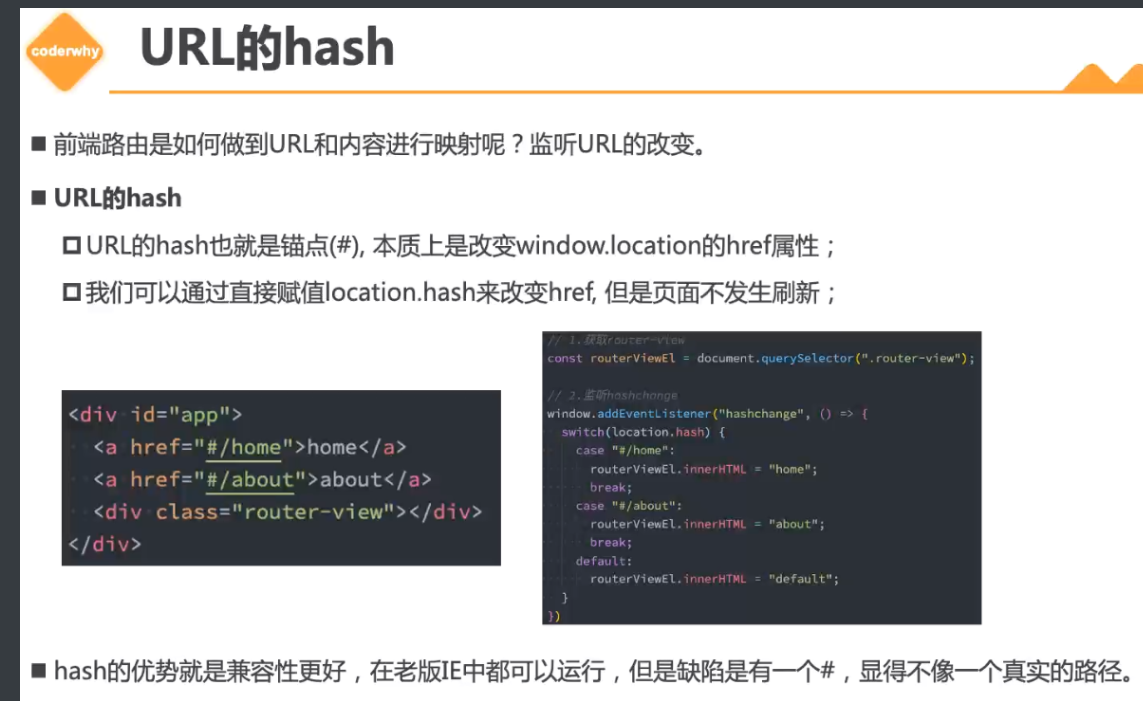 coderwhy
URL的hash
■ 前端路由是如何做到URL和内容进行映射呢？监听URL的改变。
■ URL的hash
URL的hash也就是锚点(#), 本质上是改变window.location的href属性；
我们可以通过直接赋值location.hash来改变href, 但是页面不发生刷新；
<div id="app">
<a href="#/home">home</a>
<a href="#/about">about</a>
<div class="router-view"></div>
</div>
// 1.获取router-view
const routerViewEl = document.querySelector(".router-view");
// 2.监听hashchange
window.addEventListener("hashchange", () => {
switch(location.hash) {
case "#/home":
routerViewEl.innerHTML = "home";
break;
case "#/about":
routerViewEl.innerHTML = "about";
break;
default:
routerViewEl.innerHTML = "default";
}
})
■ hash的优势就是兼容性更好，在老版IE中都可以运行，但是缺陷是有一个#，显得不像一个真实的路径。